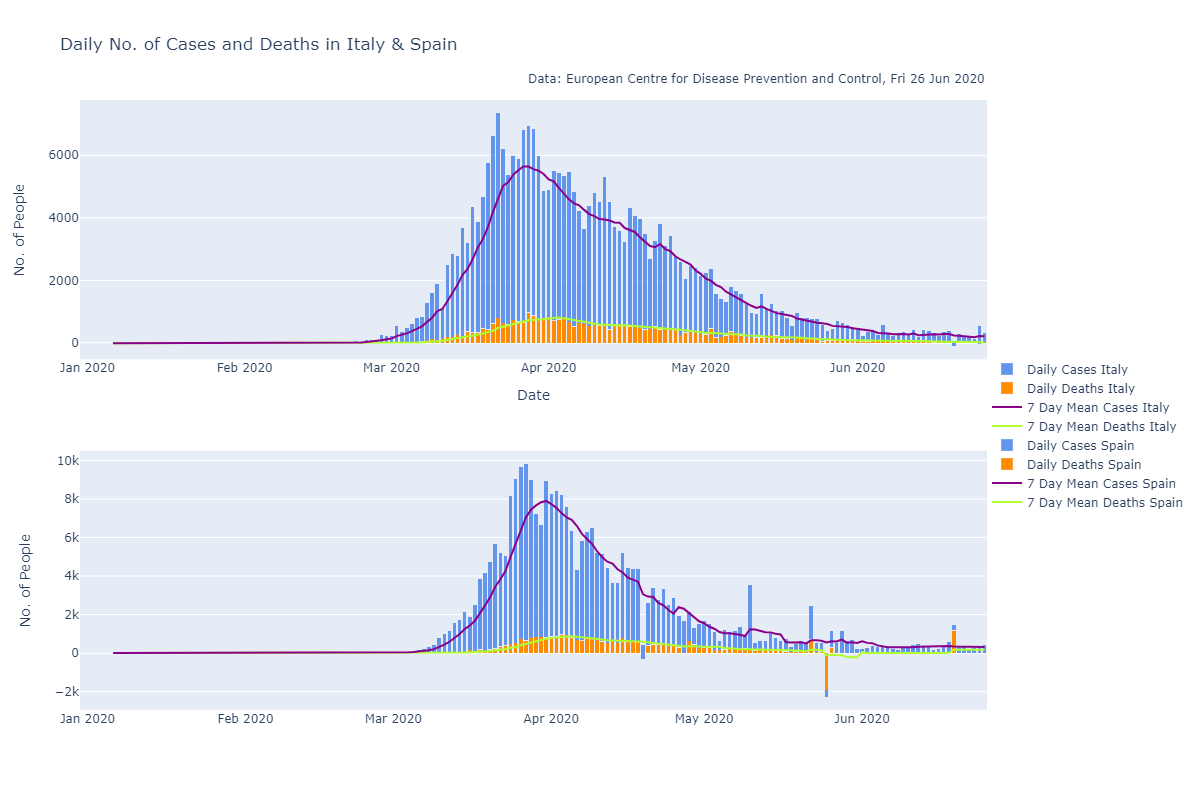 Daily No. of Cases and Deaths in Italy & Spain
Data: European Centre for Disease Prevention and Control, Fri 26 Jun 2020
No. of People
6000
4000
2000
0
Jan 2020 Feb 2020 Mar 2020 Apr 2020 May 2020 Jun 2020
Date
Daily Cases Italy
Daily Deaths Italy
7 Day Mean Cases Italy
7 Day Mean Deaths Italy
Daily Cases Spain
Daily Deaths Spain
7 Day Mean Cases Spain
7 Day Mean Deaths Spain
No. of People
10k
8k
6k
4k
2k
0
−2k
Jan 2020 Feb 2020 Mar 2020 Apr 2020 May 2020 Jun 2020